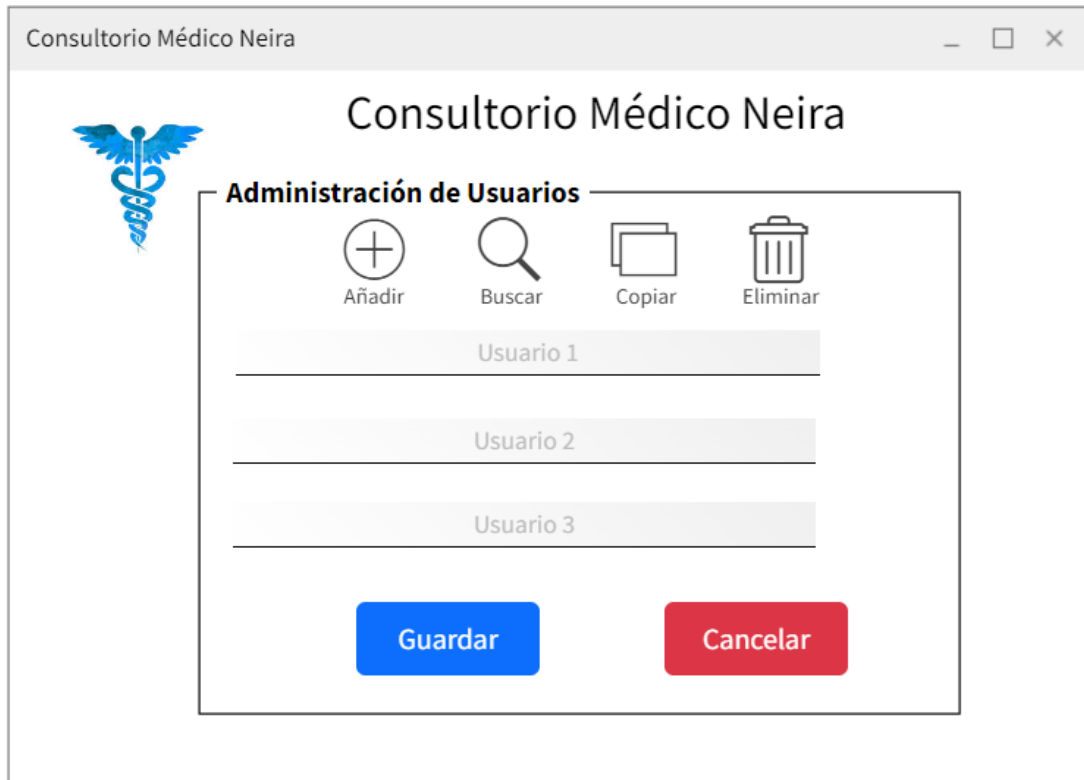 Consultorio Médico Neira
Consultorio Médico Neira
Administración de Usuarios
Añadir Buscar Copiar Eliminar
Usuario 1
Usuario 2
Usuario 3
Guardar Cancelar